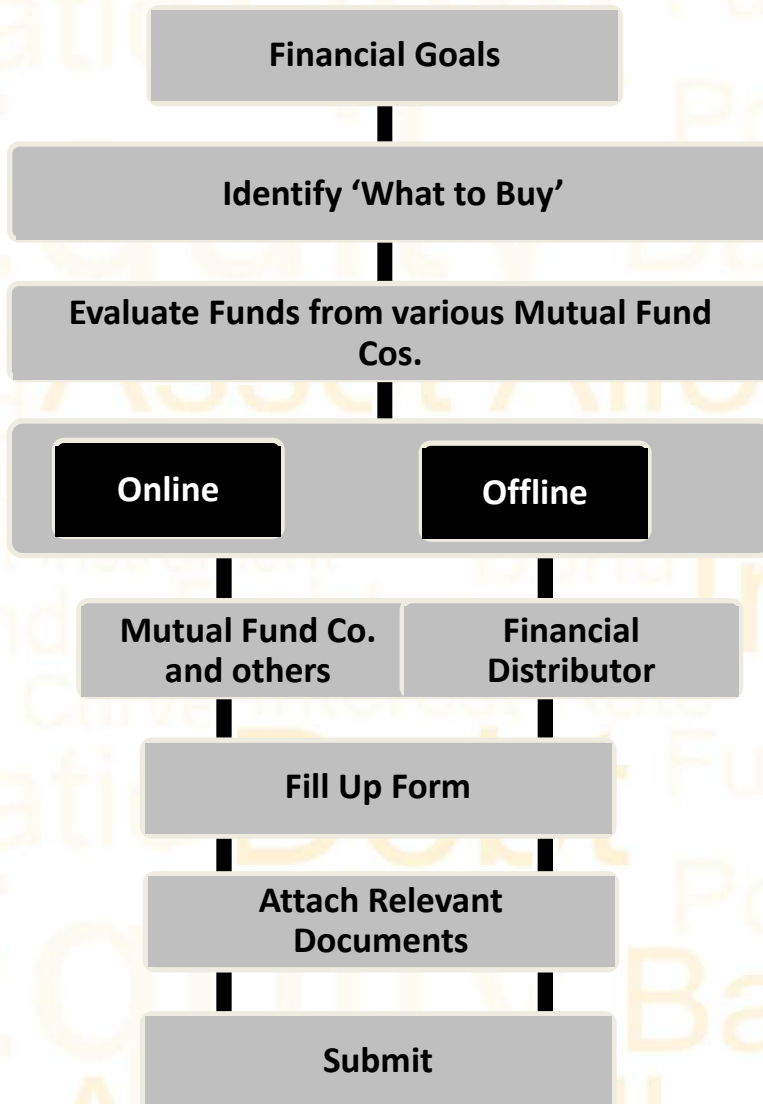 Financial Goals
Identify ‘What to Buy’
Evaluate Funds from various Mutual Fund
Cos.
Online
Offline
Mutual Fund Co.
and others
Financial
Distributor
Fill Up Form
Attach Relevant
Documents
Submit